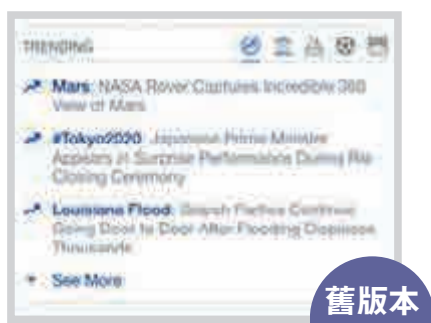 TRENDING
Mars: NASA Rover Captures Incredible 360
View of Mars
#Tokyo2020: Japanese Prime Minister
Appears in Surprise Performance During Rio
Closing Ceremony
Louisiana Flood: Search Parties Continue
Going Door to Door After Flooding Displaces
Thousands
See More
舊版本